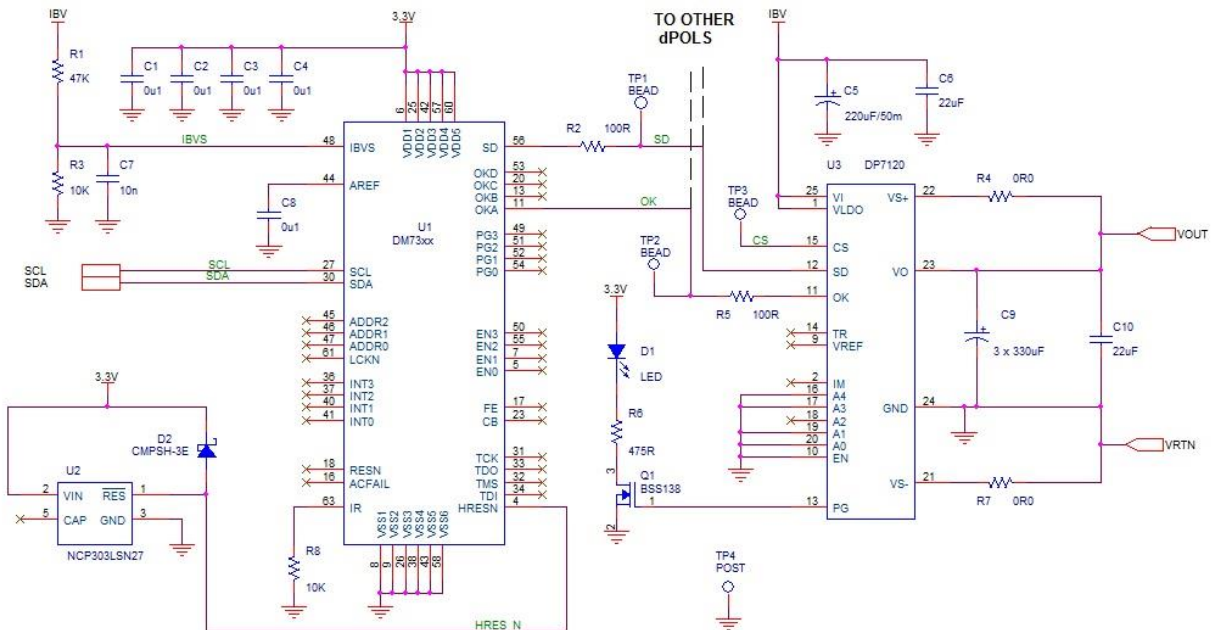 IBV
3.3V
TO OTHER
dPOLS
IBV
R1
47K
C1
0u1
C2
0u1
C3
0u1
C4
0u1
TP1
BEAD
C5
220uF/50m
C6
22uF
6
25
42
57
60
VDD1
VDD2
VDD3
VDD4
VDD5
IBVS
48
IBVS
SD
56
R2
100R
SD
R3
10K
C7
10n
44
AREF
C8
0u1
OKD
53
OKC
20
OKB
13
OKA
11
OK
U1
DM73xx
PG3
49
PG2
51
PG1
52
PG0
54
U3
DP7120
25
VI
1
VLDO
VS+
22
R4
0R0
TP3
BEAD
CS
15
CS
VOUT
TP2
BEAD
12
SD
VO
23
SCL
SDA
SCL
SDA
27
SCL
30
SDA
R5
100R
11
OK
3.3V
45
ADDR2
46
ADDR1
47
ADDR0
61
LCKN
EN3
50
EN2
55
EN1
7
EN0
5
14
TR
9
VREF
C9
3 x 330uF
C10
22uF
D1
LED
36
INT3
37
INT2
40
INT1
41
INT0
FE
17
CB
23
R6
475R
2
IM
16
A4
17
A3
18
A2
19
A1
20
A0
10
EN
GND
24
VRTN
3.3V
D2
CMPSH-3E
18
RESN
16
ACFAIL
63
IR
TCK
31
TDO
33
TMS
32
TDI
34
HRESN
4
3
Q1
BSS138
1
2
13
PG
VS-
21
R7
0R0
U2
2
VIN
RES
1
5
CAP
GND
3
NCP303LSN27
VSS1
VSS2
VSS3
VSS4
VSS5
VSS6
8
9
26
38
43
58
R8
10K
TP4
POST
HRES_N